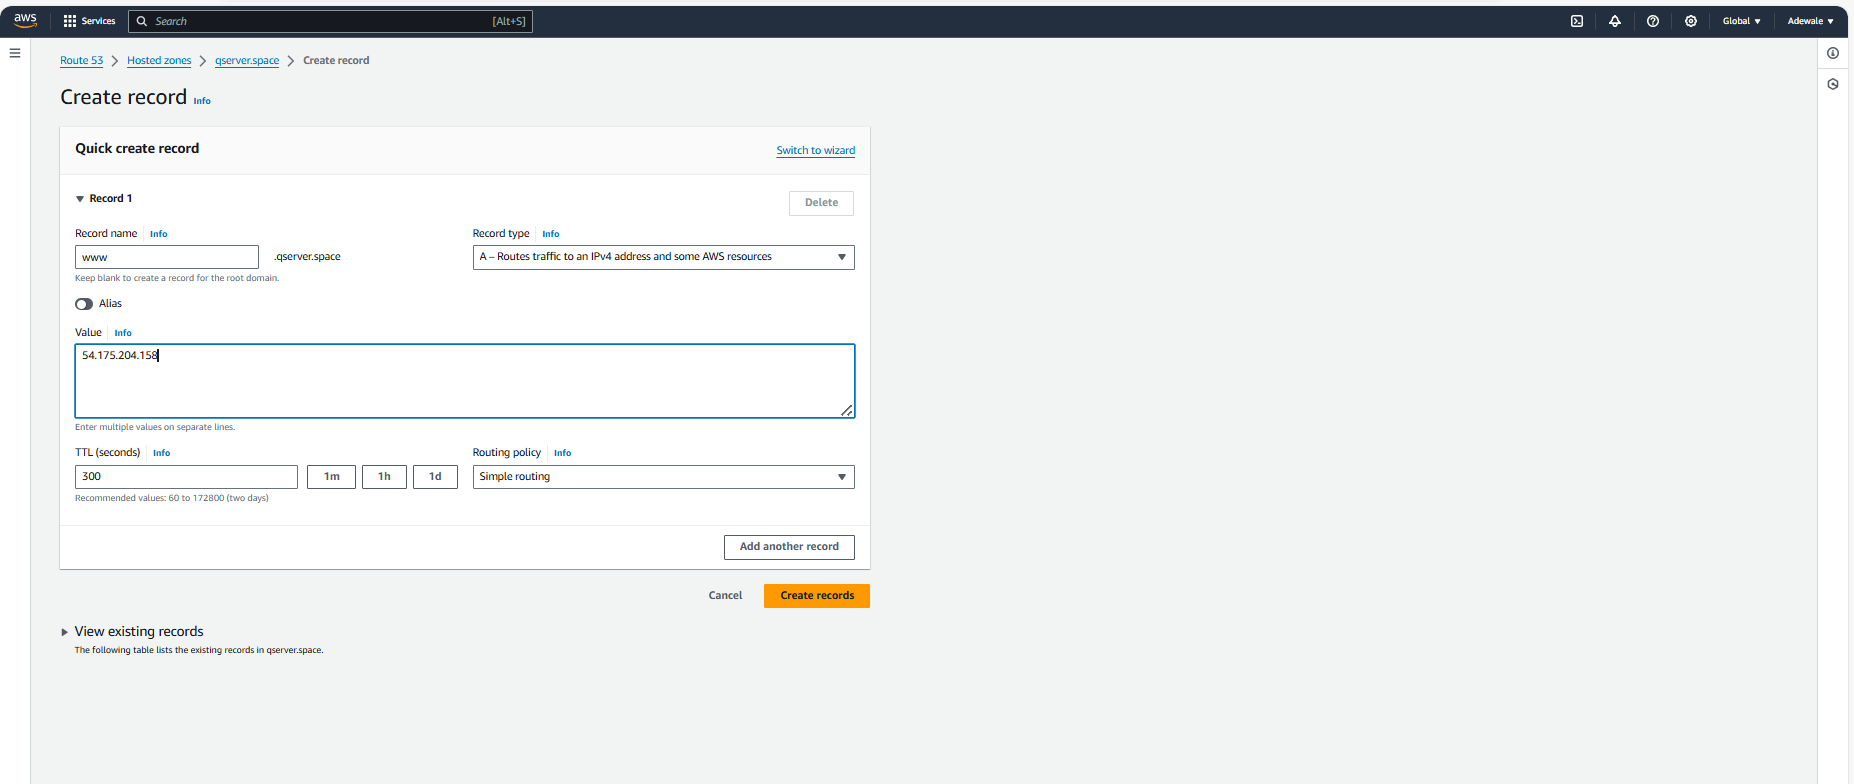 aws Services Search [Alt+S] Global Adewale
Route 53 Hosted zones qserver.space Create record
Create record Info
Quick create record Switch to wizard
Record 1 Delete
Record name Info Record type Info
www .qserver.space A – Routes traffic to an IPv4 address and some AWS resources
Keep blank to create a record for the root domain.
Alias
Value Info
54.175.204.158
Enter multiple values on separate lines.
TTL (seconds) Info Routing policy Info
300 1m 1h 1d Simple routing
Recommended values: 60 to 172800 (two days)
Add another record
Cancel Create records
View existing records
The following table lists the existing records in qserver.space.